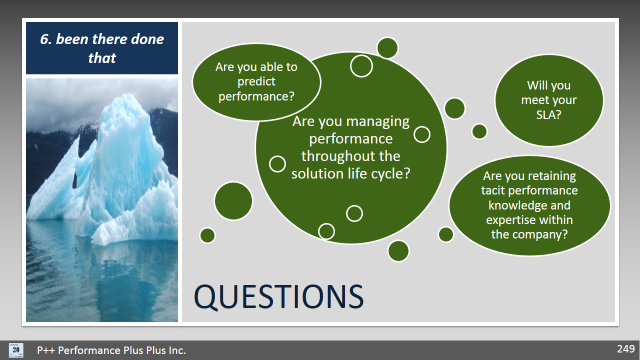 6. been there done
that
Are you able to
predict
performance?
Are you managing
performance
throughout the
solution life cycle?
Will you
meet your
SLA?
Are you retaining
tacit performance
knowledge and
expertise within
the company?
QUESTIONS
20
P++ Performance Plus Plus Inc.
249